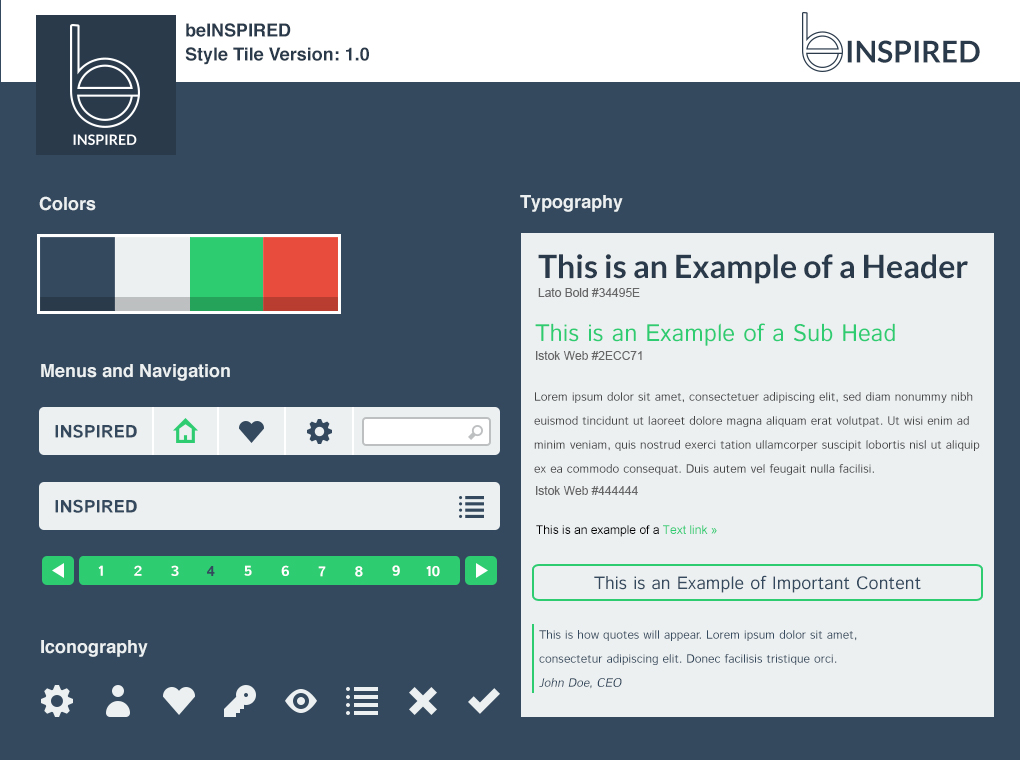 beINSPIRED
Style Tile Version: 1.0
be INSPIRED
be
INSPIRED
Colors
Menus and Navigation
INSPIRED
INSPIRED
1 2 3 4 5 6 7 8 9 10
Iconography
Typography
This is an Example of a Header
Lato Bold #34495E
This is an Example of a Sub Head
Istok Web #2ECC71
Lorem ipsum dolor sit amet, consectetuer adipiscing elit, sed diam nonummy nibh
euismod tincidunt ut laoreet dolore magna aliquam erat volutpat. Ut wisi enim ad
minim veniam, quis nostrud exerci tation ullamcorper suscipit lobortis nisl ut aliquip
ex ea commodo consequat. Duis autem vel feugait nulla facilisi.
Istok Web #444444
This is an example of a Text link »
This is an Example of Important Content
This is how quotes will appear. Lorem ipsum dolor sit amet,
consectetur adipiscing elit. Donec facilisis tristique orci.
John Doe, CEO